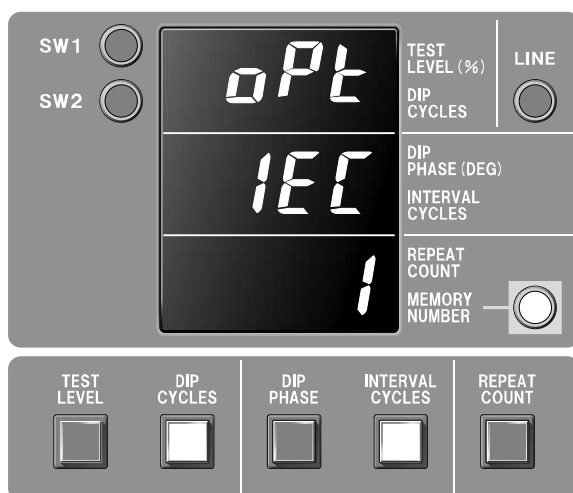 SW1
SW2
oPt
IEC
1
TEST
LEVEL (%)
DIP
CYCLES
LINE
DIP
PHASE (DEG)
INTERVAL
CYCLES
REPEAT
COUNT
MEMORY
NUMBER
TEST
LEVEL
DIP
CYCLES
DIP
PHASE
INTERVAL
CYCLES
REPEAT
COUNT